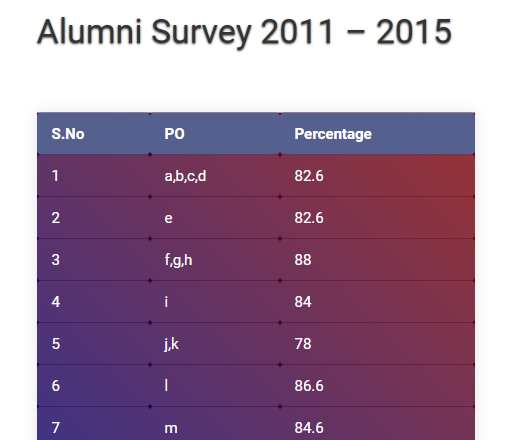 Alumni Survey 2011 – 2015
S.No PO Percentage
1 a,b,c,d 82.6
2 e 82.6
3 f,g,h 88
4 i 84
5 j,k 78
6 l 86.6
7 m 84.6